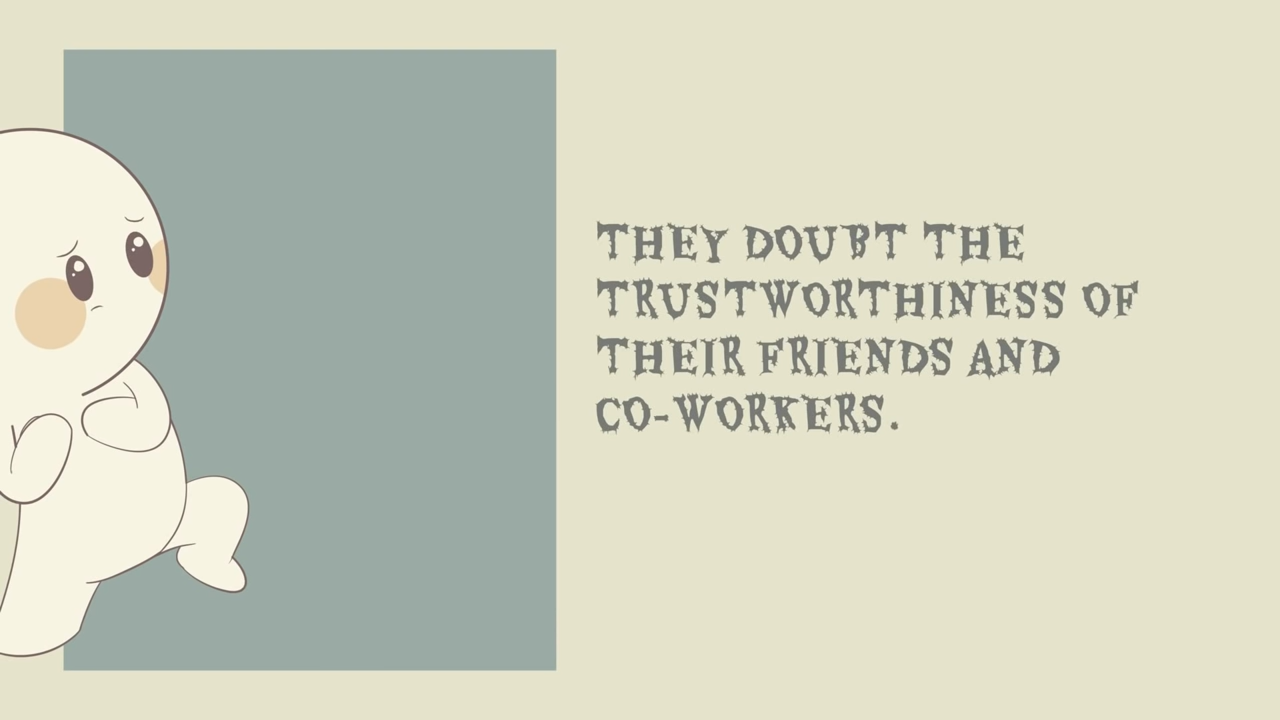 THEY DOUBT THE
TRUSTWORTHINESS OF
THEIR FRIENDS AND
CO-WORKERS.